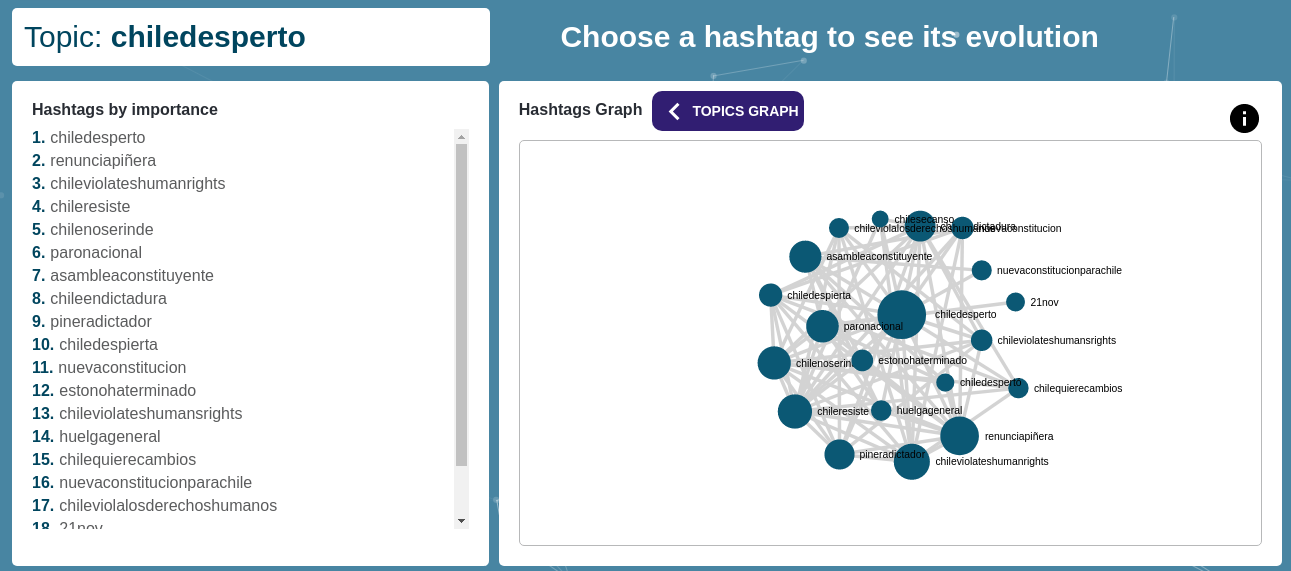 Topic: chiledesperto
Choose a hashtag to see its evolution
Hashtags by importance
1. chiledesperto
2. renunciapiñera
3. chileviolateshumanrights
4. chileresiste
5. chilenoserinde
6. paronacional
7. asambleaconstituyente
8. chileendictadura
9. pineradictador
10. chiledespierta
11. nuevaconstitucion
12. estonohaterminado
13. chileviolateshumansrights
14. huelgageneral
15. chilequierecambios
16. nuevaconstitucionparachile
17. chileviolalosderechoshumanos
18. 21nov
Hashtags Graph
TOPICS GRAPH
chilesecanso
chileviolalosderechoshumanos
nuevaconstitucion
asambleaconstituyente
nuevaconstitucionparachile
chiledespierta
21nov
chiledesperto
paronacional
chileviolateshumansrights
chilenoserin
estonohaterminado
chiledespertó
chilequierecambios
chileresiste
huelgageneral
renunciapiñera
pineradictador
chileviolateshumanrights